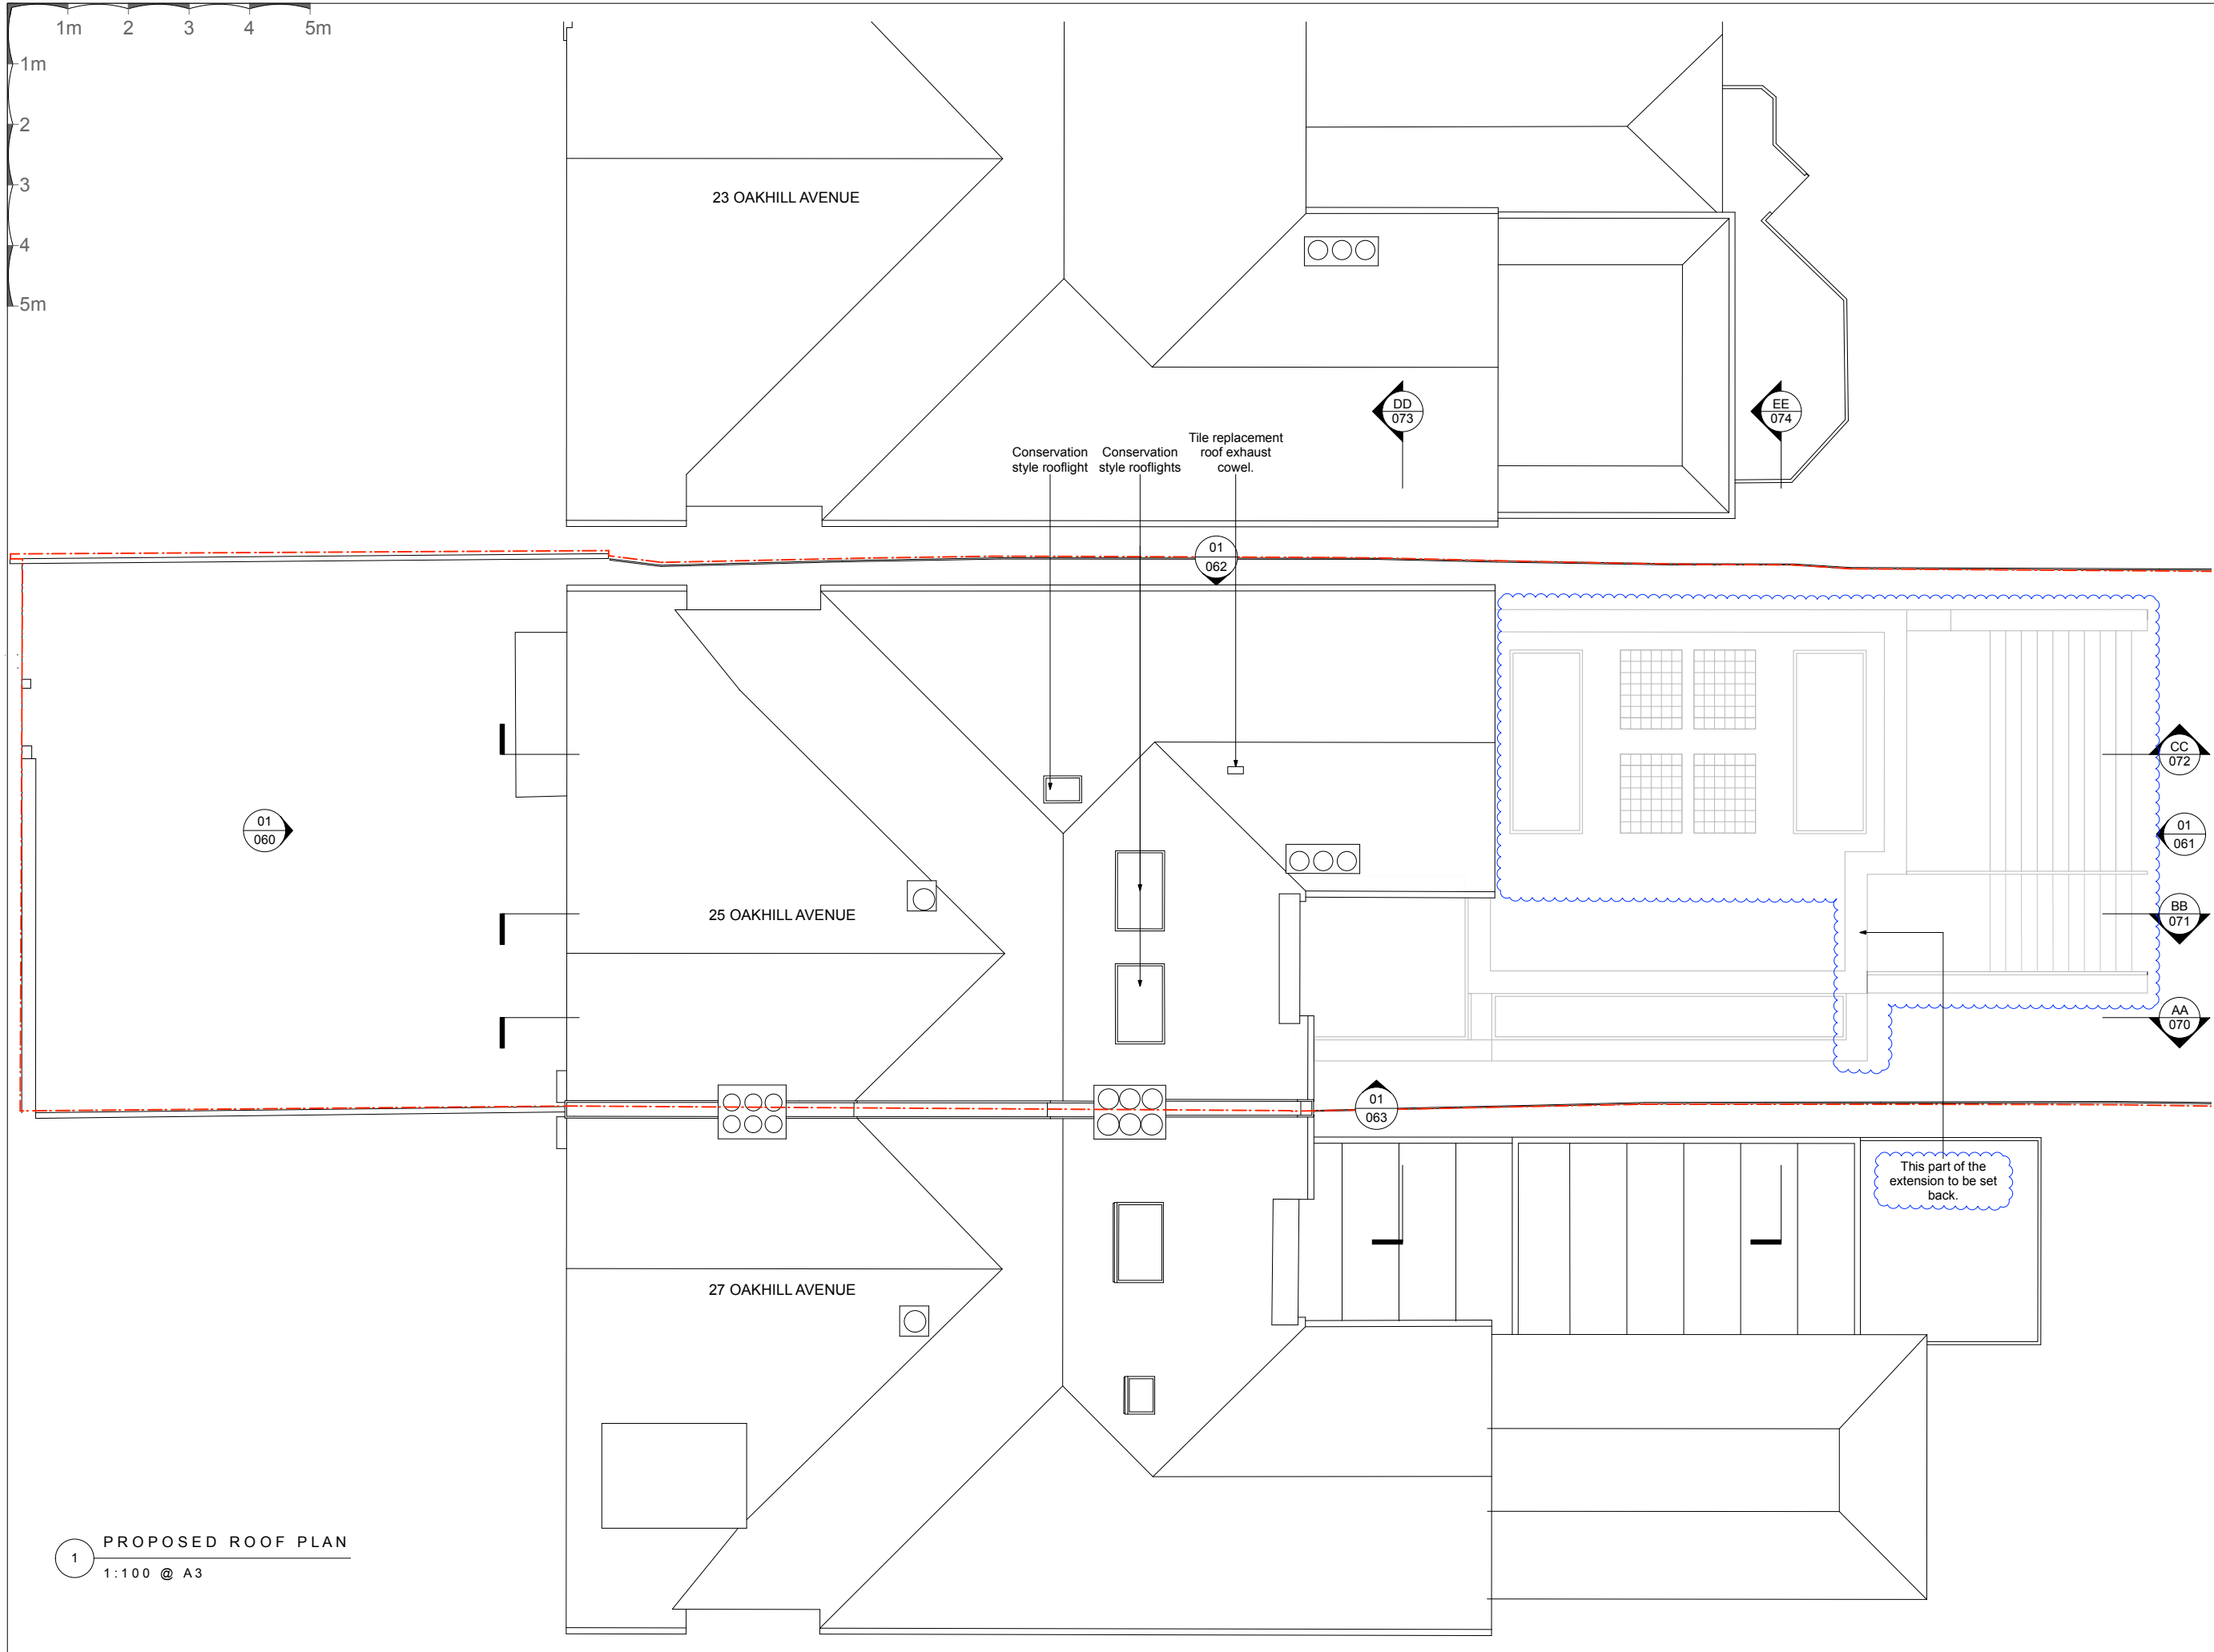 1m 2 3 4 5m
1m
2
3
4
5m
23 OAKHILL AVENUE
DD
073
EE
074
Conservation
style rooflight
Conservation
style rooflights
Tile replacement
roof exhaust
cowel.
01
062
CC
072
01
060
01
061
25 OAKHILL AVENUE
BB
071
AA
070
01
063
This part of the
extension to be set
back.
27 OAKHILL AVENUE
1
PROPOSED ROOF PLAN
1:100 @ A3